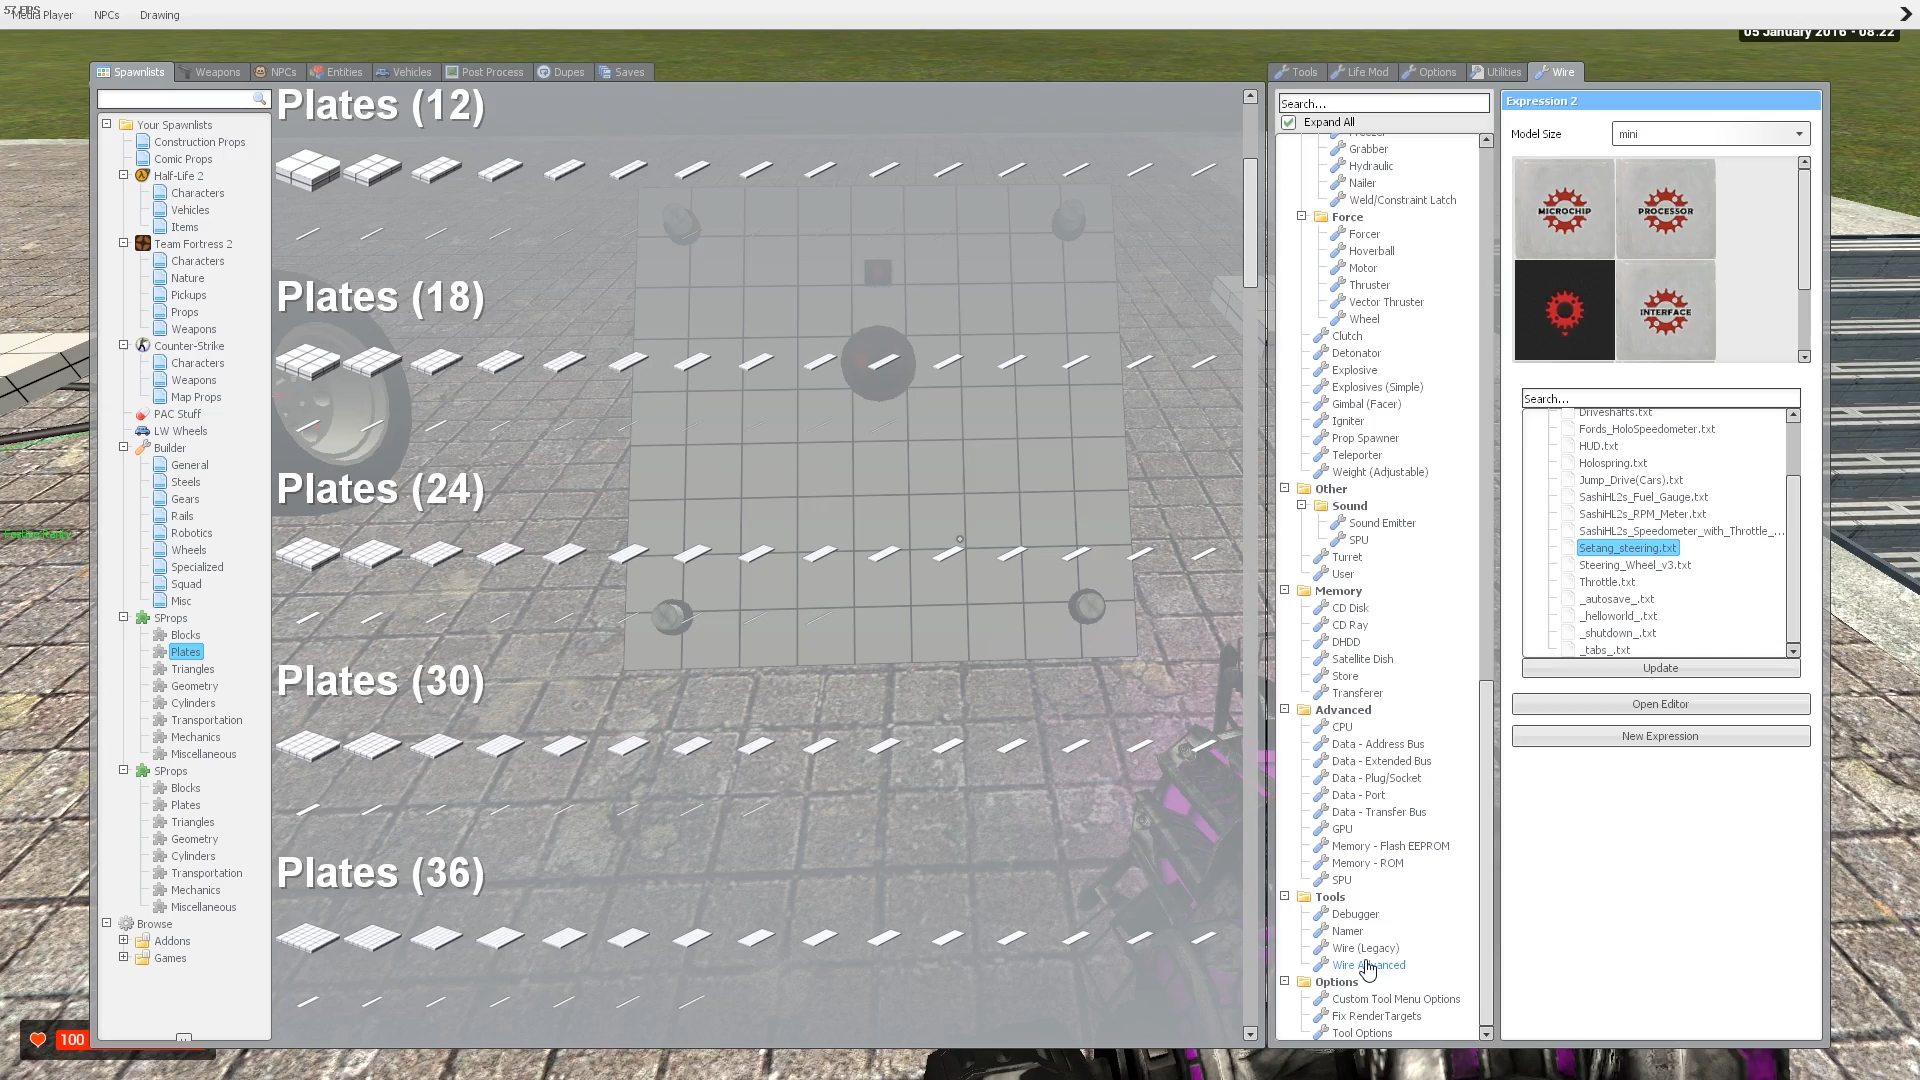 57 FPS
Media Player
NPCs
Drawing
05 January 2016 - 08:22
Spawnlists
Weapons
NPCs
Entities
Vehicles
Post Process
Dupes
Saves
Your Spawnlists
Construction Props
Comic Props
Half-Life 2
Characters
Vehicles
Items
Team Fortress 2
Characters
Nature
Pickups
Props
Weapons
Counter-Strike
Characters
Weapons
Map Props
PAC Stuff
LW Wheels
Builder
General
Steels
Gears
Rails
Robotics
Wheels
Specialized
Squad
Misc
SProps
Blocks
Plates
Triangles
Geometry
Cylinders
Transportation
Mechanics
Miscellaneous
SProps
Blocks
Plates
Triangles
Geometry
Cylinders
Transportation
Mechanics
Miscellaneous
Browse
Addons
Games
100
Plates (12)
Plates (18)
Plates (24)
Plates (30)
Plates (36)
Tools
Life Mod
Options
Utilities
Wire
Search...
Expand All
Freezer
Grabber
Hydraulic
Nailer
Weld/Constraint Latch
Force
Forcer
Hoverball
Motor
Thruster
Vector Thruster
Wheel
Clutch
Detonator
Explosive
Explosives (Simple)
Gimbal (Facer)
Igniter
Prop Spawner
Teleporter
Weight (Adjustable)
Other
Sound
Sound Emitter
SPU
Turret
User
Memory
CD Disk
CD Ray
DHDD
Satellite Dish
Store
Transferer
Advanced
CPU
Data - Address Bus
Data - Extended Bus
Data - Plug/Socket
Data - Port
Data - Transfer Bus
GPU
Memory - Flash EEPROM
Memory - ROM
SPU
Tools
Debugger
Namer
Wire (Legacy)
Wire Advanced
Options
Custom Tool Menu Options
Fix RenderTargets
Tool Options
Expression 2
Model Size
mini
MICROCHIP
PROCESSOR
INTERFACE
Search...
Driveshafts.txt
Fords_HoloSpeedometer.txt
HUD.txt
Holospring.txt
Jump_Drive(Cars).txt
SashiHL2s_Fuel_Gauge.txt
SashiHL2s_RPM_Meter.txt
SashiHL2s_Speedometer_with_Throttle_...
Setang_steering.txt
Steering_Wheel_v3.txt
Throttle.txt
_autosave_.txt
_helloworld_.txt
_shutdown_.txt
_tabs_.txt
Update
Open Editor
New Expression